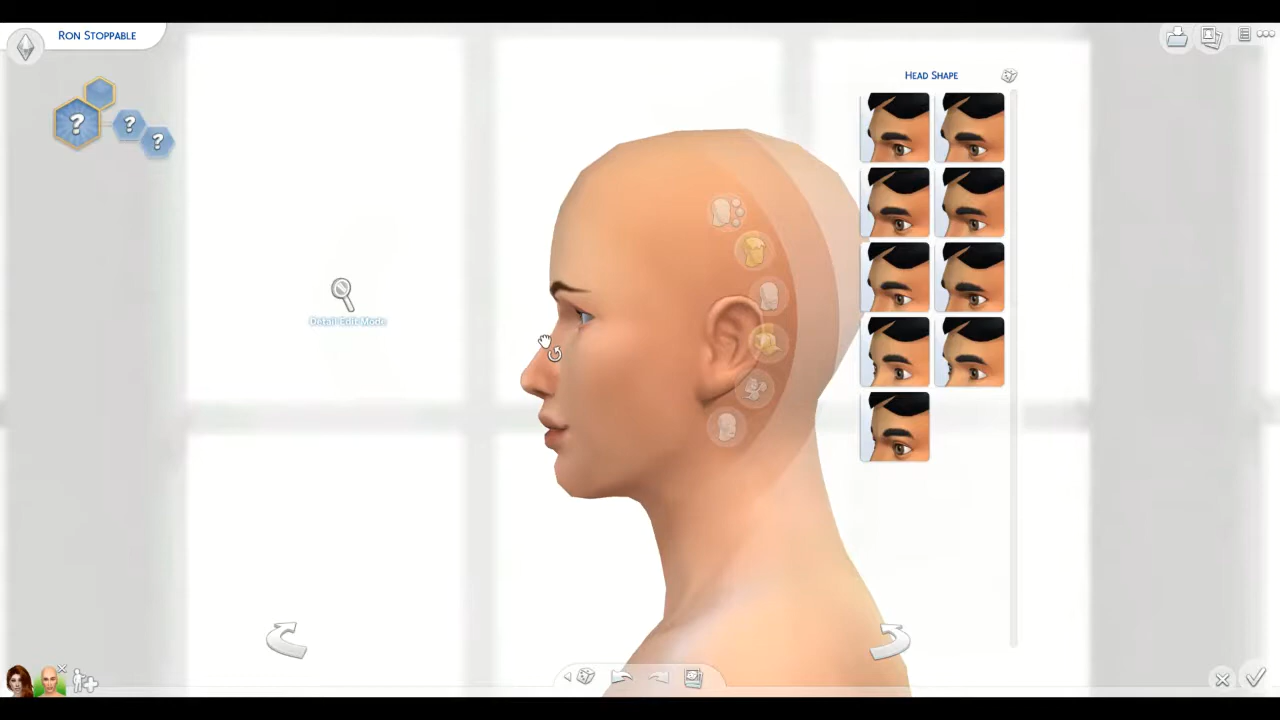 Ron Stoppable
Head Shape
? ? ?
Detail Edit Mode